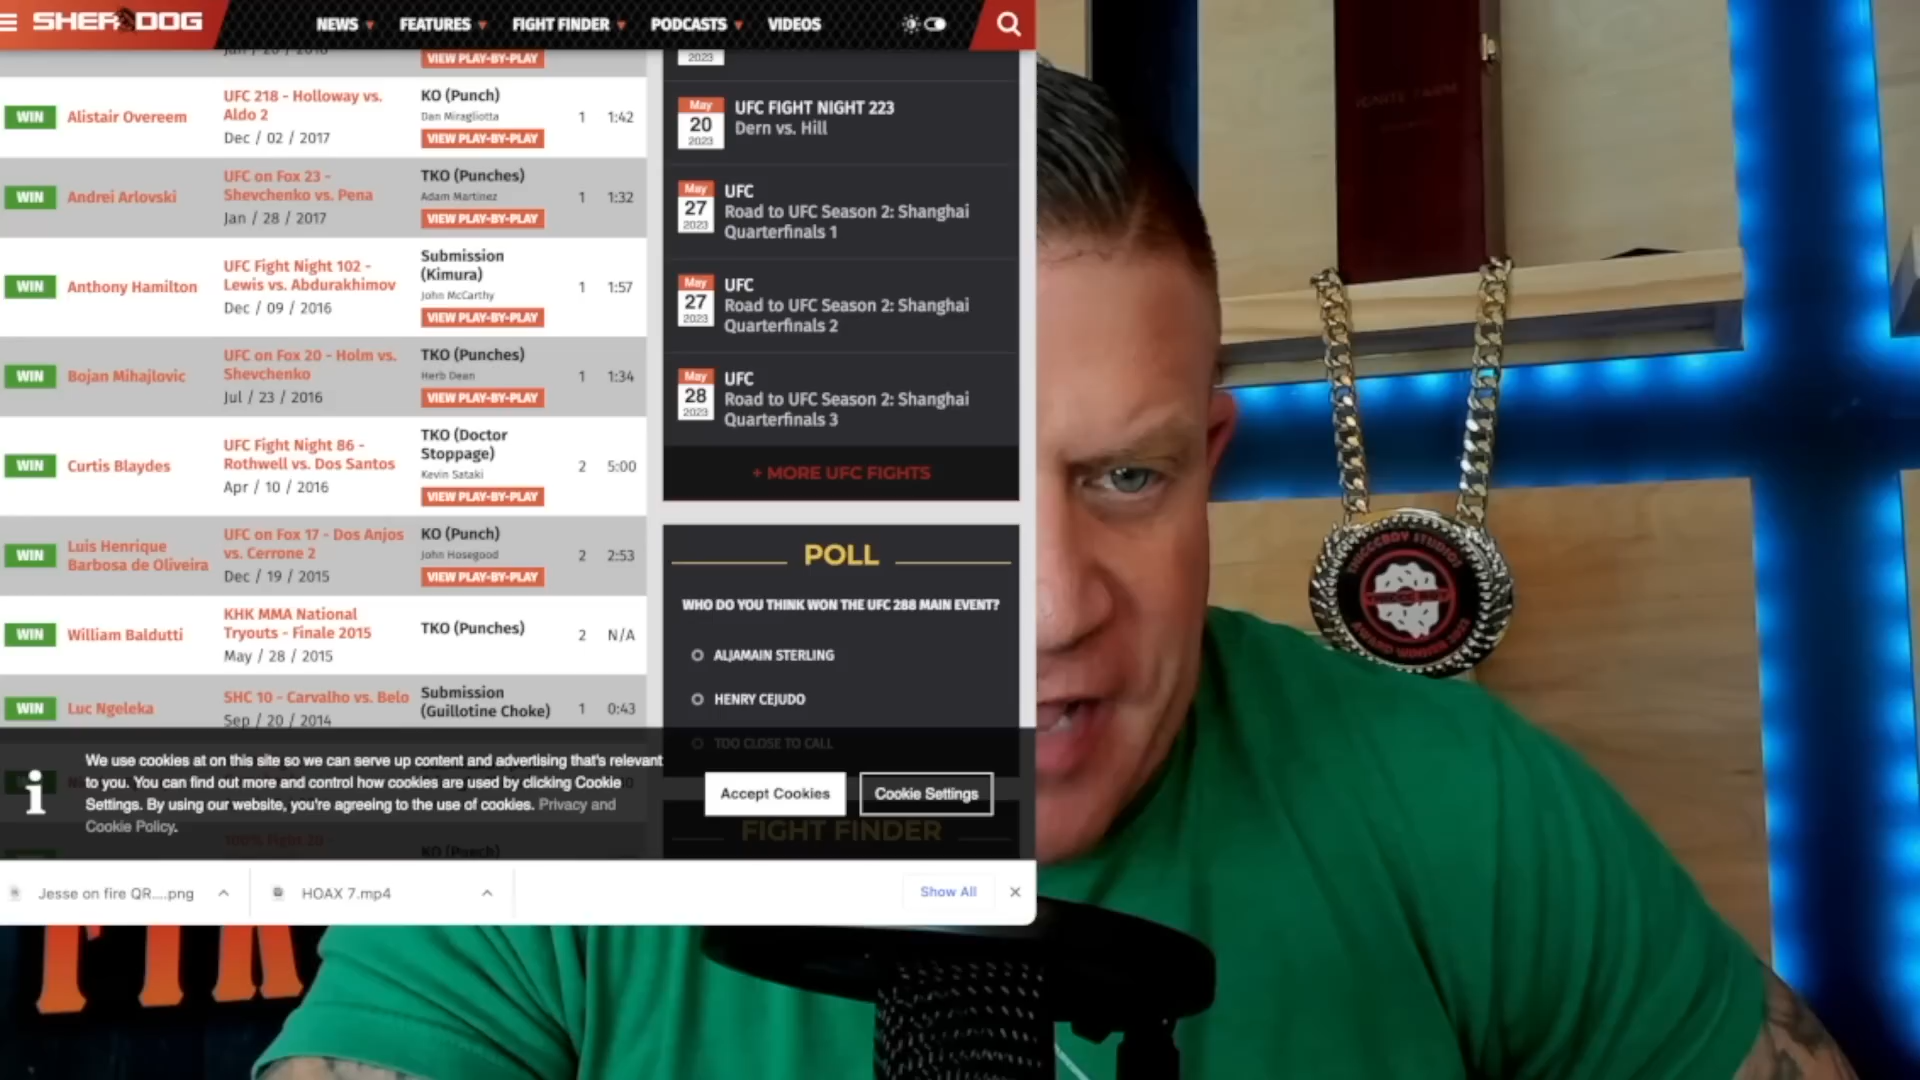 SHERDOG
NEWS
FEATURES
FIGHT FINDER
PODCASTS
VIDEOS
VIEW PLAY-BY-PLAY
WIN
Alistair Overeem
UFC 218 - Holloway vs.
Aldo 2
Dec / 02 / 2017
KO (Punch)
Dan Miragliotta
VIEW PLAY-BY-PLAY
1
1:42
WIN
Andrei Arlovski
UFC on Fox 23 -
Shevchenko vs. Pena
Jan / 28 / 2017
TKO (Punches)
Adam Martinez
VIEW PLAY-BY-PLAY
1
1:32
WIN
Anthony Hamilton
UFC Fight Night 102 -
Lewis vs. Abdurakhimov
Dec / 09 / 2016
Submission
(Kimura)
John McCarthy
VIEW PLAY-BY-PLAY
1
1:57
WIN
Bojan Mihajlovic
UFC on Fox 20 - Holm vs.
Shevchenko
Jul / 23 / 2016
TKO (Punches)
Herb Dean
VIEW PLAY-BY-PLAY
1
1:34
WIN
Curtis Blaydes
UFC Fight Night 86 -
Rothwell vs. Dos Santos
Apr / 10 / 2016
TKO (Doctor
Stoppage)
Kevin Sataki
VIEW PLAY-BY-PLAY
2
5:00
WIN
Luis Henrique
Barbosa de Oliveira
UFC on Fox 17 - Dos Anjos
vs. Cerrone 2
Dec / 19 / 2015
KO (Punch)
John Hosegood
VIEW PLAY-BY-PLAY
2
2:53
WIN
William Baldutti
KHK MMA National
Tryouts - Finale 2015
May / 28 / 2015
TKO (Punches)
2
N/A
WIN
Luc Ngeleka
SHC 10 - Carvalho vs. Belo
Sep / 20 / 2014
Submission
(Guillotine Choke)
1
0:43
2023
May
20
2023
UFC FIGHT NIGHT 223
Dern vs. Hill
May
27
2023
UFC
Road to UFC Season 2: Shanghai
Quarterfinals 1
May
27
2023
UFC
Road to UFC Season 2: Shanghai
Quarterfinals 2
May
28
2023
UFC
Road to UFC Season 2: Shanghai
Quarterfinals 3
+ MORE UFC FIGHTS
POLL
WHO DO YOU THINK WON THE UFC 288 MAIN EVENT?
ALJAMAIN STERLING
HENRY CEJUDO
TOO CLOSE TO CALL
We use cookies at on this site so we can serve up content and advertising that's relevant
to you. You can find out more and control how cookies are used by clicking Cookie
Settings. By using our website, you're agreeing to the use of cookies. Privacy and
Cookie Policy.
Accept Cookies
Cookie Settings
FIGHT FINDER
KO (Punch)
Jesse on fire QR....png
HOAX 7.mp4
Show All
THICCCBOY STUDIOS
THICC BOY
AWARD WINNER 2022